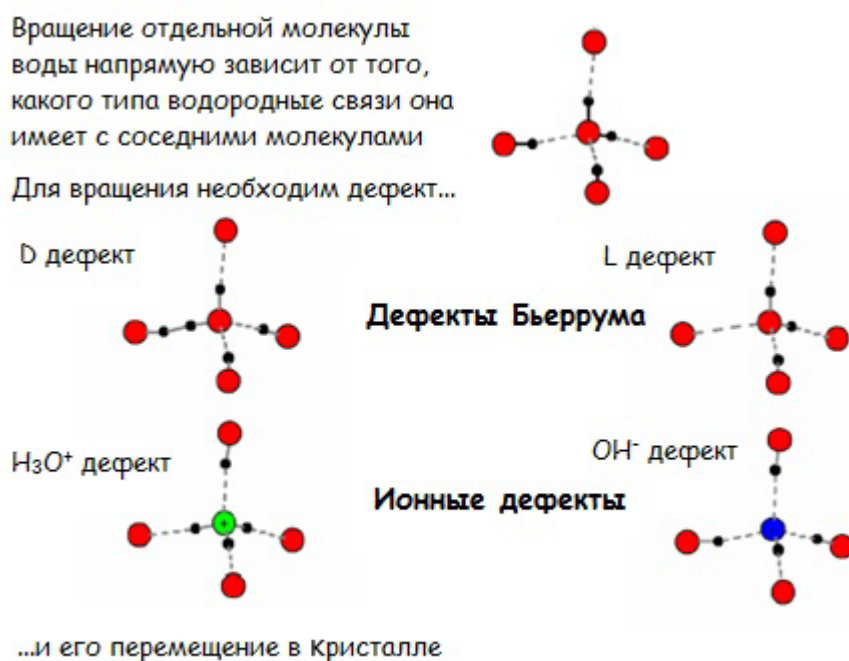 Вращение отдельной молекулы
воды напрямую зависит от того,
какого типа водородные связи она
имеет с соседними молекулами
Для вращения необходим дефект...
D дефект
L дефект
Дефекты Бьеррума
H₃O⁺ дефект
OH⁻ дефект
Ионные дефекты
+
...и его перемещение в Кристалле